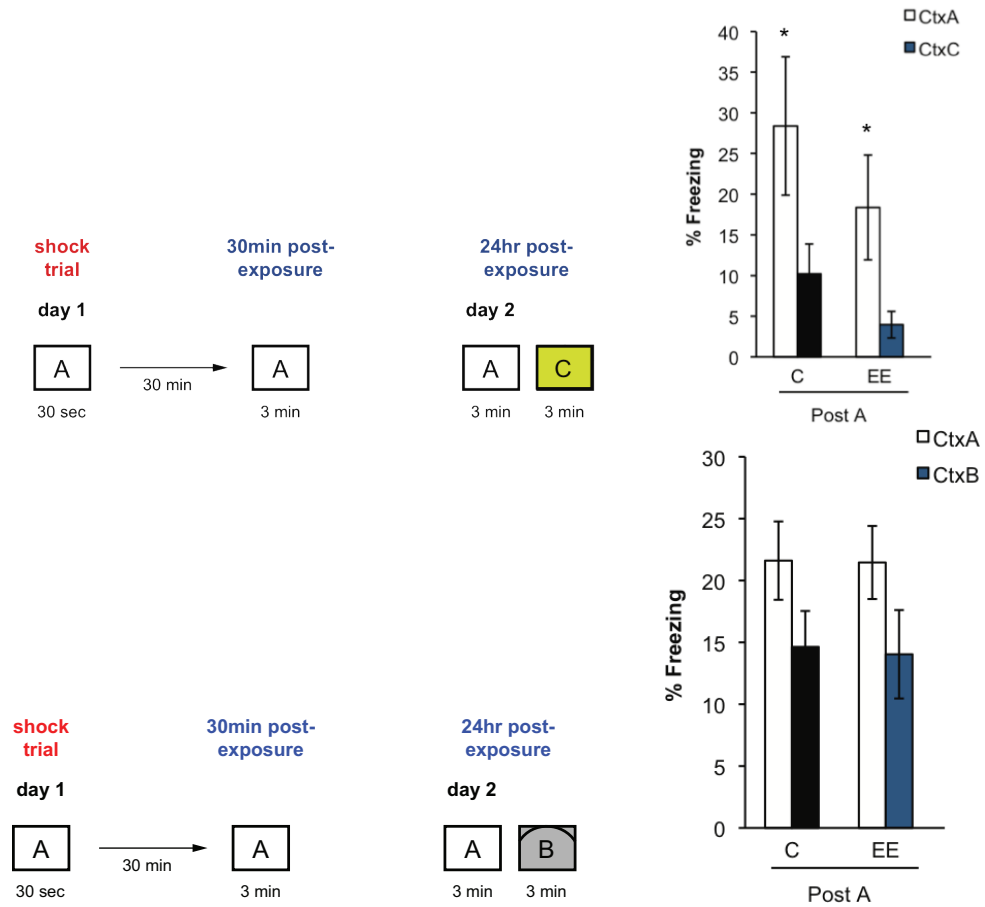 shock
trial
day 1
A
30 sec
30 min
30min post-
exposure
A
3 min
24hr post-
exposure
day 2
A
C
3 min
3 min
CtxA
CtxC
% Freezing
40
35
30
25
20
15
10
5
0
*
*
C
EE
Post A
shock
trial
day 1
A
30 sec
30 min
30min post-
exposure
A
3 min
24hr post-
exposure
day 2
A
B
3 min
3 min
CtxA
CtxB
% Freezing
30
25
20
15
10
5
0
C
EE
Post A